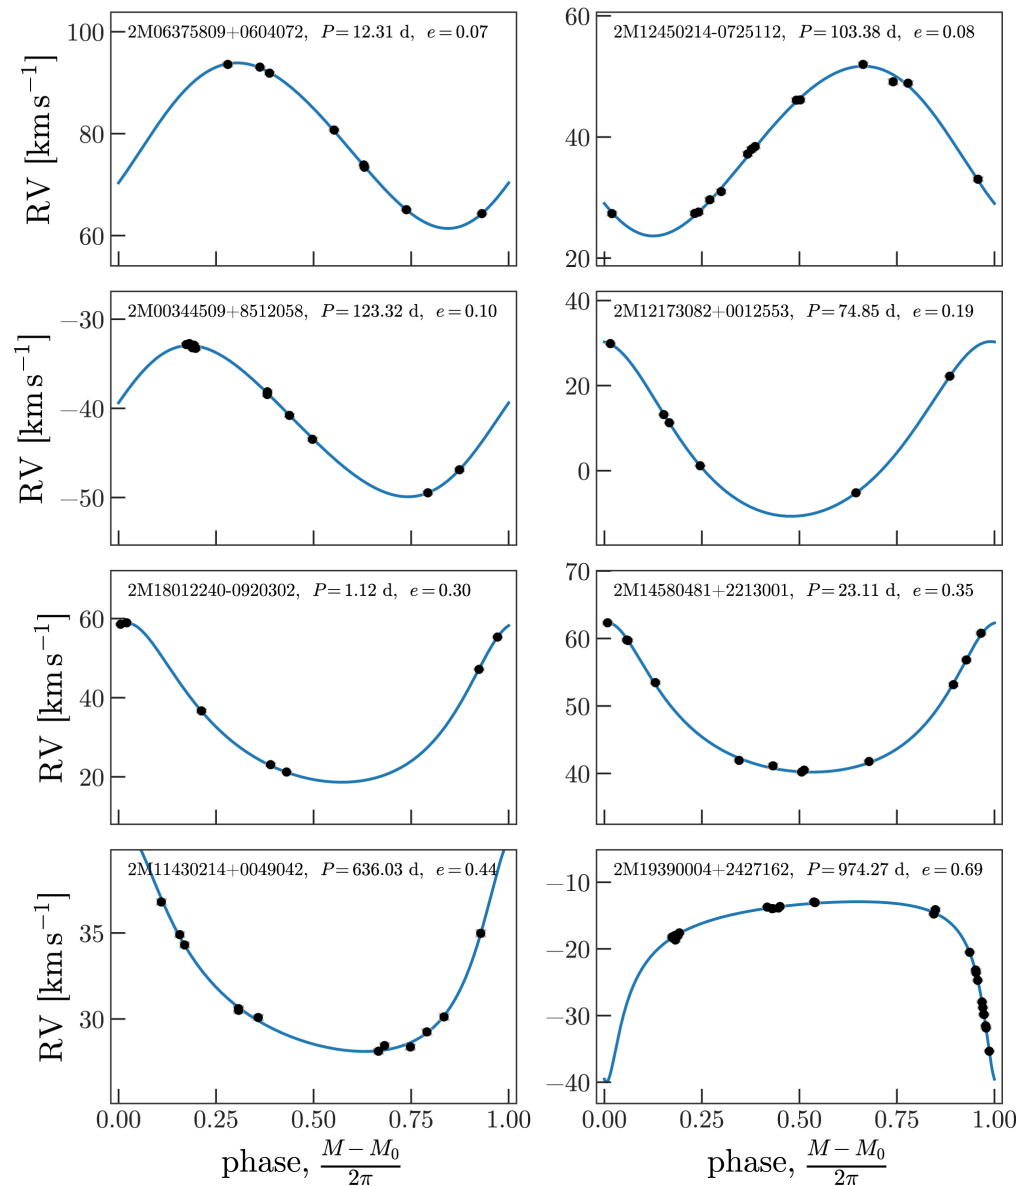 2M06375809+0604072, P = 12.31 d, e = 0.07
100
80
60
RV [km s⁻¹]
2M12450214-0725112, P = 103.38 d, e = 0.08
60
40
20
2M00344509+8512058, P = 123.32 d, e = 0.10
−30
−40
−50
RV [km s⁻¹]
2M12173082+0012553, P = 74.85 d, e = 0.19
40
20
0
2M18012240-0920302, P = 1.12 d, e = 0.30
60
40
20
RV [km s⁻¹]
2M14580481+2213001, P = 23.11 d, e = 0.35
70
60
50
40
2M11430214+0049042, P = 636.03 d, e = 0.44
35
30
RV [km s⁻¹]
0.00 0.25 0.50 0.75 1.00
phase, (M − M₀)/2π
2M19390004+2427162, P = 974.27 d, e = 0.69
−10
−20
−30
−40
0.00 0.25 0.50 0.75 1.00
phase, (M − M₀)/2π